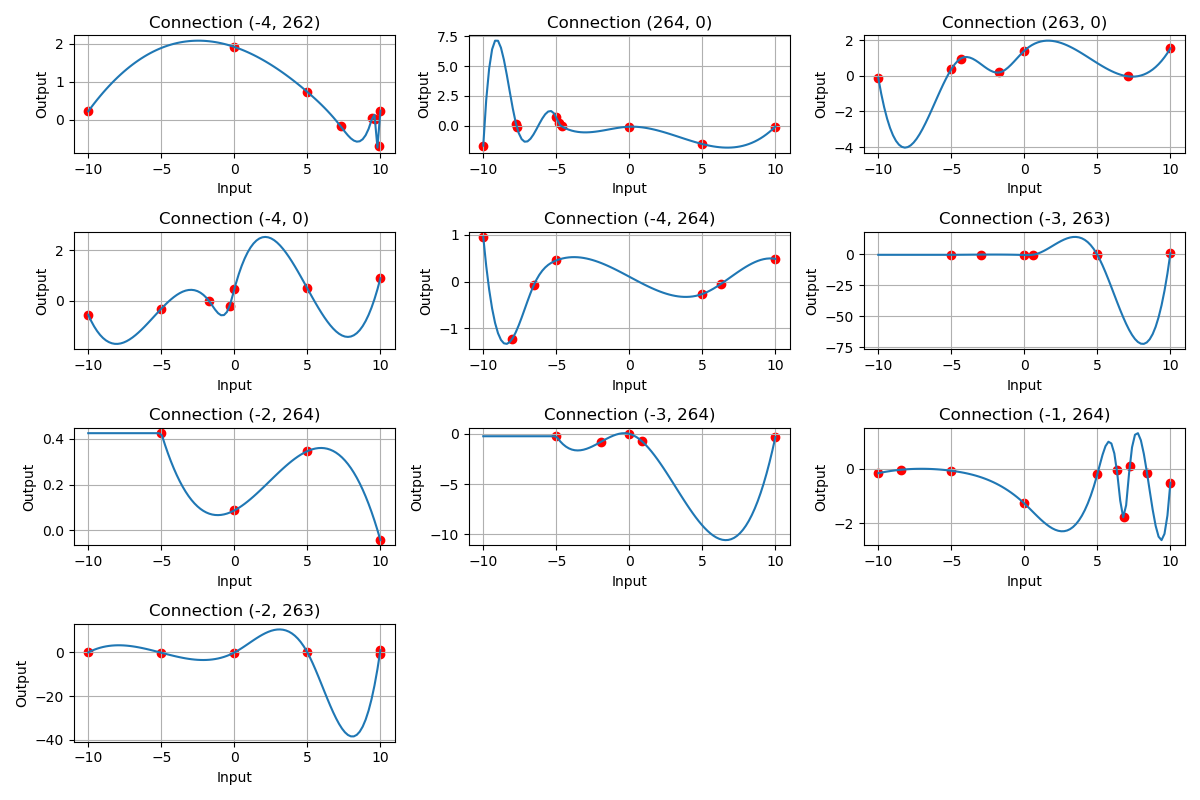 Connection (-4, 262)
Output
2
1
0
−10 −5 0 5 10
Input
Connection (264, 0)
Output
7.5
5.0
2.5
0.0
−10 −5 0 5 10
Input
Connection (263, 0)
Output
2
0
−2
−4
−10 −5 0 5 10
Input
Connection (-4, 0)
Output
2
0
−10 −5 0 5 10
Input
Connection (-4, 264)
Output
1
0
−1
−10 −5 0 5 10
Input
Connection (-3, 263)
Output
0
−25
−50
−75
−10 −5 0 5 10
Input
Connection (-2, 264)
Output
0.4
0.2
0.0
−10 −5 0 5 10
Input
Connection (-3, 264)
Output
0
−5
−10
−10 −5 0 5 10
Input
Connection (-1, 264)
Output
0
−2
−10 −5 0 5 10
Input
Connection (-2, 263)
Output
0
−20
−40
−10 −5 0 5 10
Input